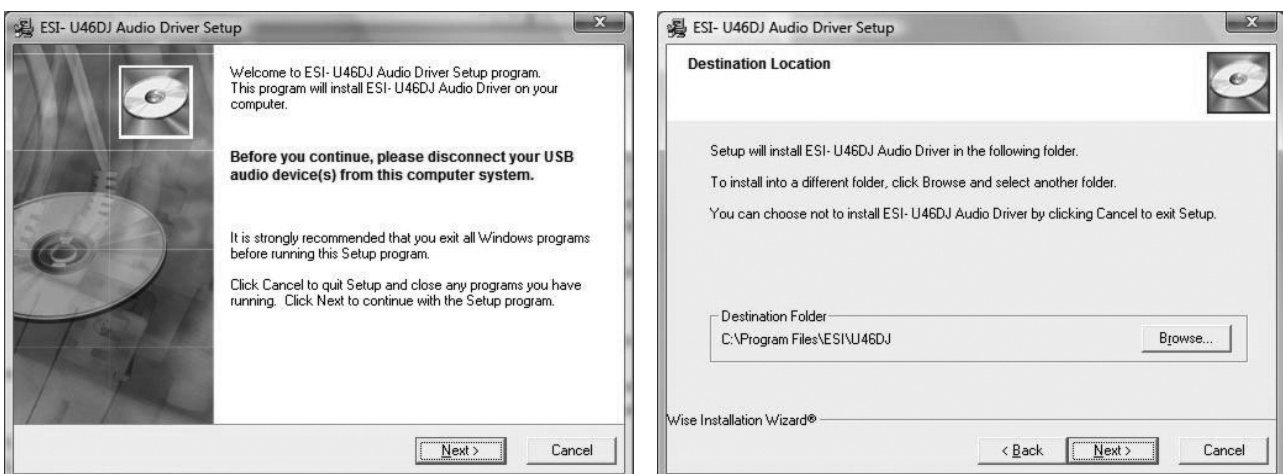 ESI- U46DJ Audio Driver Setup
Welcome to ESI- U46DJ Audio Driver Setup program.
This program will install ESI- U46DJ Audio Driver on your
computer.
Before you continue, please disconnect your USB
audio device(s) from this computer system.
It is strongly recommended that you exit all Windows programs
before running this Setup program.
Click Cancel to quit Setup and close any programs you have
running. Click Next to continue with the Setup program.
Next >
Cancel
ESI- U46DJ Audio Driver Setup
Destination Location
Setup will install ESI- U46DJ Audio Driver in the following folder.
To install into a different folder, click Browse and select another folder.
You can choose not to install ESI- U46DJ Audio Driver by clicking Cancel to exit Setup.
Destination Folder
C:\Program Files\ESI\U46DJ
Browse...
Wise Installation Wizard®
< Back
Next >
Cancel